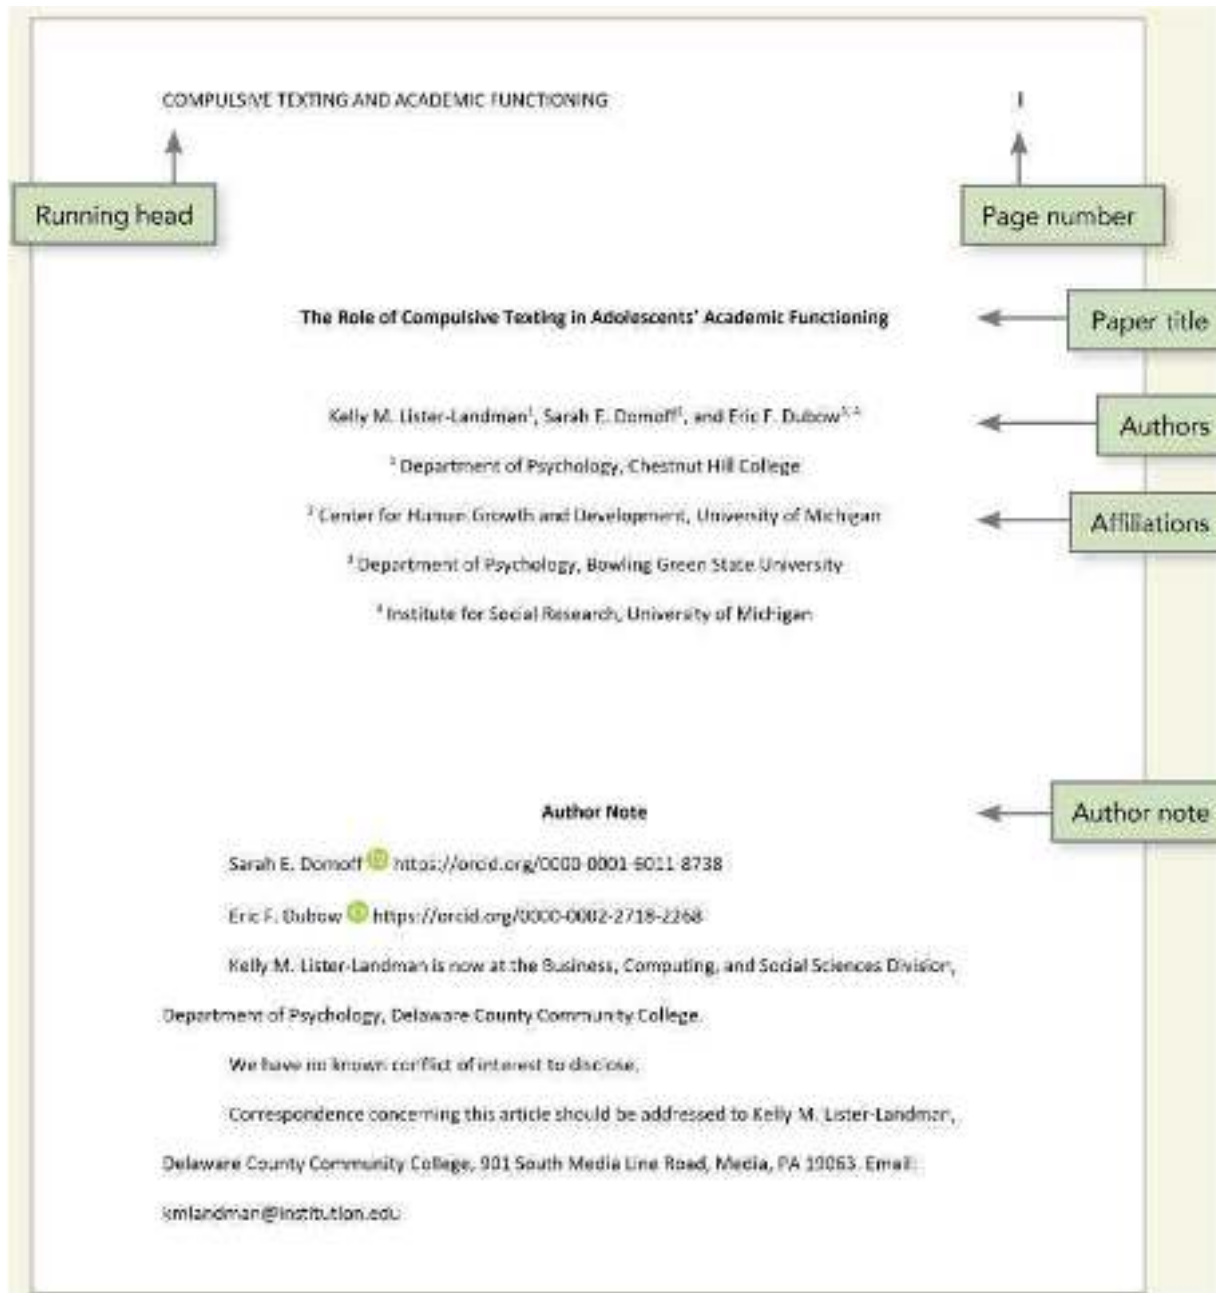 COMPULSIVE TEXTING AND ACADEMIC FUNCTIONING 1
Running head
Page number
The Role of Compulsive Texting in Adolescents’ Academic Functioning
Paper title
Kelly M. Lister-Landman¹, Sarah E. Domoff, and Eric F. Dubow
Authors
¹ Department of Psychology, Chestnut Hill College
² Center for Human Growth and Development, University of Michigan
Affiliations
³ Department of Psychology, Bowling Green State University
⁴ Institute for Social Research, University of Michigan
Author Note
Author note
Sarah E. Domoff iD https://orcid.org/0000-0001-6011-8738
Eric F. Dubow iD https://orcid.org/0000-0002-2718-2268
Kelly M. Lister-Landman is now at the Business, Computing, and Social Sciences Division,
Department of Psychology, Delaware County Community College.
We have no known conflict of interest to disclose.
Correspondence concerning this article should be addressed to Kelly M. Lister-Landman,
Delaware County Community College, 901 South Media Line Road, Media, PA 19063. Email:
kmlandman@institution.edu